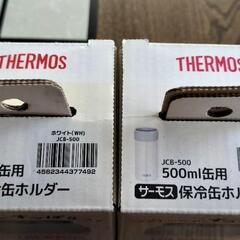 THERMOS
ホワイト(WH)
JCB-500
缶用
冷缶ホルダー
4562344377492
THERMOS
JCB-500
500ml缶用
サーモス 保冷缶ホル